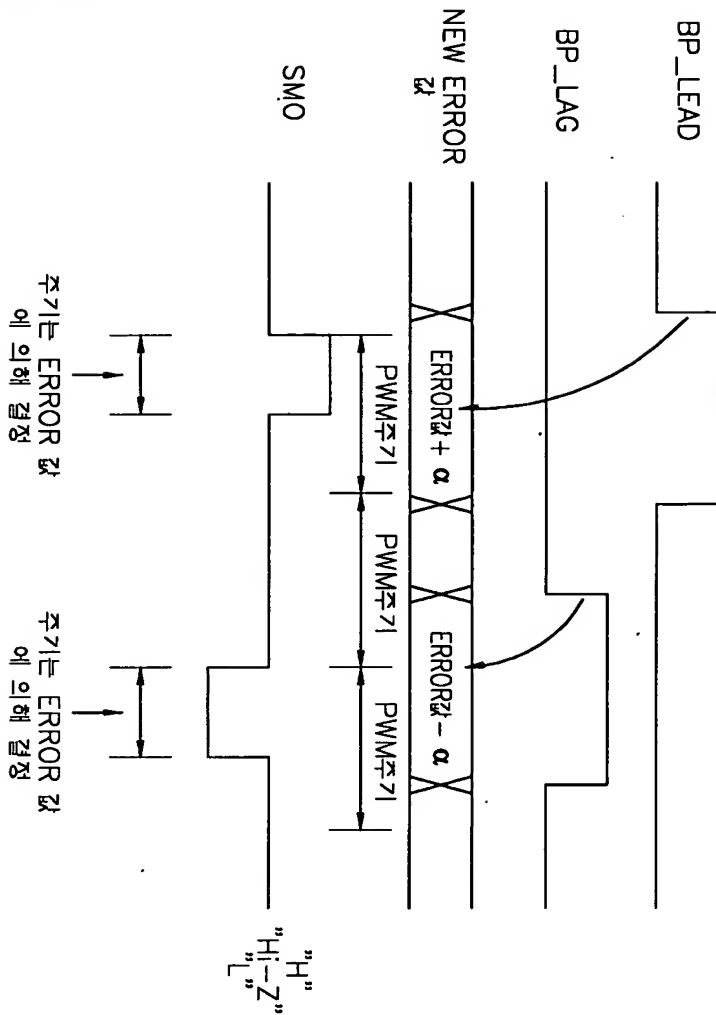 BP_LEAD
BP_LAG
NEW ERROR
값
ERROR값+ α
ERROR값- α
PWM주기
PWM주기
PWM주기
SMO
"H"
"Hi-Z"
"L"
주기는 ERROR 값
에 의해 결정
주기는 ERROR 값
에 의해 결정